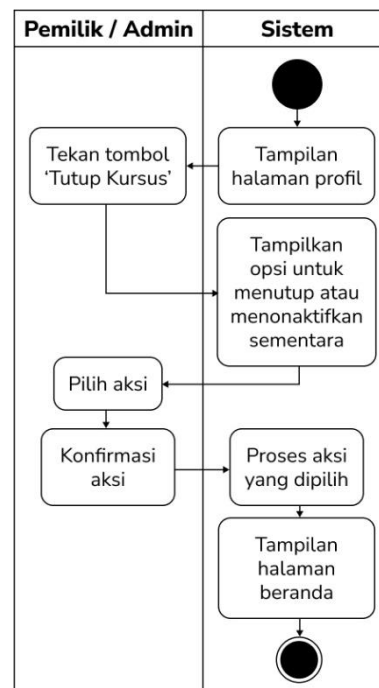 Pemilik / Admin
Sistem
Tampilan
halaman profil
Tekan tombol
‘Tutup Kursus’
Tampilkan
opsi untuk
menutup atau
menonaktifkan
sementara
Pilih aksi
Konfirmasi
aksi
Proses aksi
yang dipilih
Tampilan
halaman
beranda